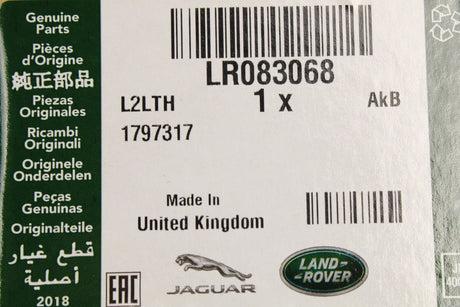 Genuine
Parts
Pièces
d'Origine
純正部品
Piezas
Originales
Ricambi
Originali
Originele
Onderdelen
Peças
Genuinas
Originalteile
قطع غيار
أصلية
2018
LR083068
L2LTH
1 x
AkB
1797317
Made In
United Kingdom
EAC
JAGUAR
LAND-
ROVER